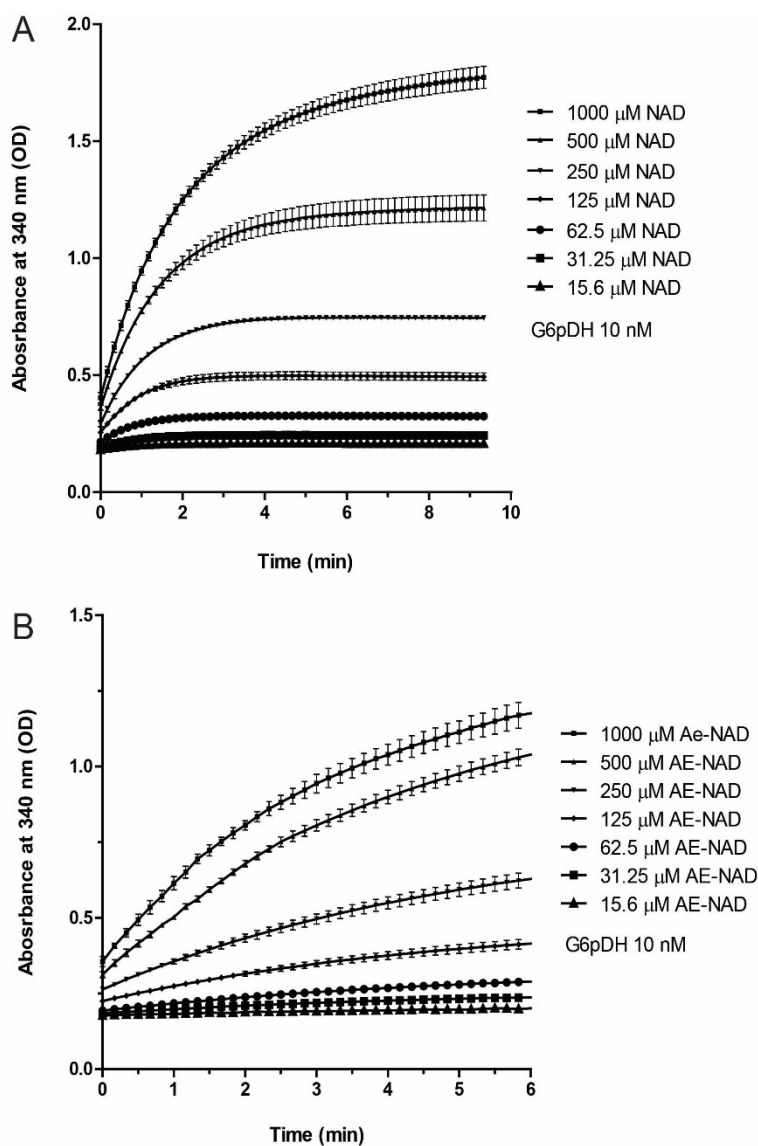 A
Abosrbance at 340 nm (OD)
2.0
1.5
1.0
0.5
0.0
0 2 4 6 8 10
Time (min)
1000 μM NAD
500 μM NAD
250 μM NAD
125 μM NAD
62.5 μM NAD
31.25 μM NAD
15.6 μM NAD
G6pDH 10 nM
B
Abosrbance at 340 nm (OD)
1.5
1.0
0.5
0.0
0 1 2 3 4 5 6
Time (min)
1000 μM Ae-NAD
500 μM AE-NAD
250 μM AE-NAD
125 μM AE-NAD
62.5 μM AE-NAD
31.25 μM AE-NAD
15.6 μM AE-NAD
G6pDH 10 nM